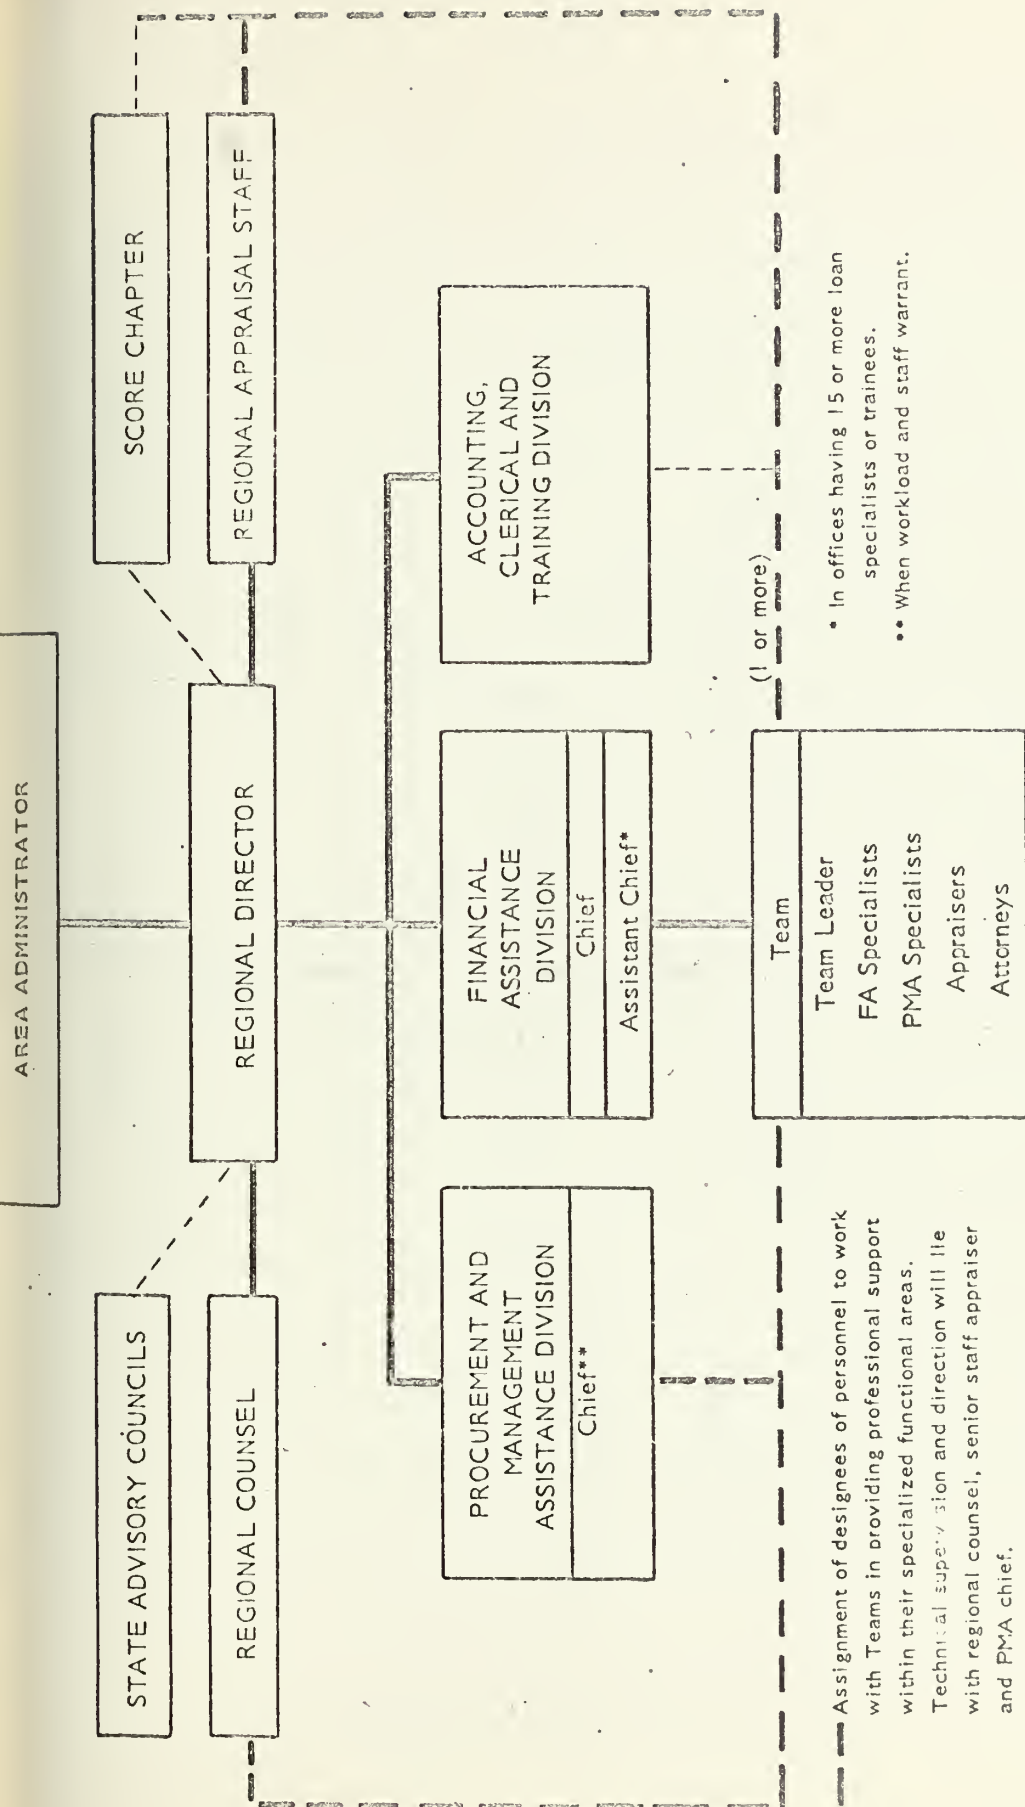 AREA ADMINISTRATOR
STATE ADVISORY COUNCILS
SCORE CHAPTER
REGIONAL COUNSEL
REGIONAL DIRECTOR
REGIONAL APPRAISAL STAFF
PROCUREMENT AND
MANAGEMENT
ASSISTANCE DIVISION
Chief**
FINANCIAL
ASSISTANCE
DIVISION
Chief
Assistant Chief*
ACCOUNTING,
CLERICAL AND
TRAINING DIVISION
(1 or more)
Team
Team Leader
FA Specialists
PMA Specialists
Appraisers
Attorneys
Assignment of designees of personnel to work
with Teams in providing professional support
within their specialized functional areas.
Technical supervision and direction will lie
with regional counsel, senior staff appraiser
and PMA chief.
* In offices having 15 or more loan
specialists or trainees.
** When workload and staff warrant.